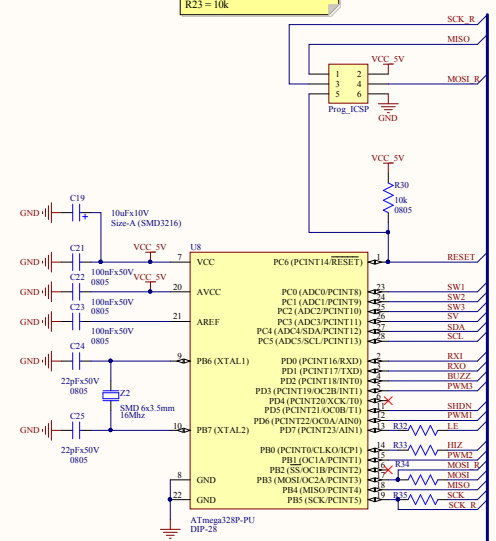 R23 = 10k
SCK_R
MISO
VCC_5V
1 2
3 4
5 6
MOSI_R
Prog_ICSP
GND
VCC_5V
R30
10k
0805
C19
10uFx10V
Size-A (SMD3216)
GND
C21
GND
100nFx50V
0805
VCC_5V
C22
GND
100nFx50V
0805
VCC_5V
C23
GND
100nFx50V
0805
C24
GND
22pFx50V
0805
Z2
SMD 6x3.5mm
16Mhz
C25
GND
22pFx50V
0805
U8
7 VCC PC6 (PCINT14/RESET) 1 RESET
20 AVCC PC0 (ADC0/PCINT8) 23 SW1
PC1 (ADC1/PCINT9) 24 SW2
PC2 (ADC2/PCINT10) 25 SW3
21 AREF PC3 (ADC3/PCINT11) 26 SV
PC4 (ADC4/SDA/PCINT12) 27 SDA
PC5 (ADC5/SCL/PCINT13) 28 SCL
9 PB6 (XTAL1) PD0 (PCINT16/RXD) 2 RXI
PD1 (PCINT17/TXD) 3 RXO
PD2 (PCINT18/INT0) 4 BUZZ
PD3 (PCINT19/OC2B/INT1) 5 PWM3
PD4 (PCINT20/XCK/T0) 6
PD5 (PCINT21/OC0B/T1) 11 SHDN
PD6 (PCINT22/OC0A/AIN0) 12 PWM1
10 PB7 (XTAL2) PD7 (PCINT23/AIN1) 13 R32 LE
PB0 (PCINT0/CLKO/ICP1) 14 R33 HIZ
PB1 (OC1A/PCINT1) 15 PWM2
PB2 (SS/OC1B/PCINT2) 16 R34 MOSI_R
8 GND PB3 (MOSI/OC2A/PCINT3) 17 MOSI
PB4 (MISO/PCINT4) 18 MISO
22 GND PB5 (SCK/PCINT5) 19 R35 SCK
SCK_R
ATmega328P-PU
DIP-28